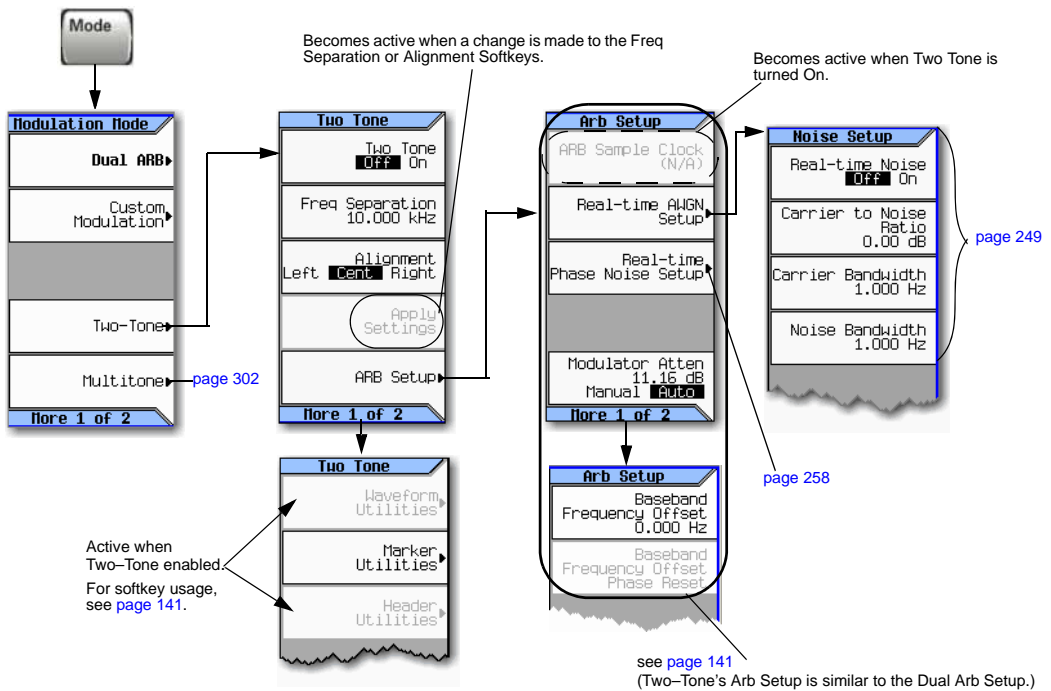 Mode
Becomes active when a change is made to the Freq
Separation or Alignment Softkeys.
Becomes active when Two Tone is
turned On.
Modulation Mode
Dual ARB
Custom
Modulation
Two-Tone
Multitone
page 302
More 1 of 2
Two Tone
Two Tone
Off On
Freq Separation
10.000 kHz
Alignment
Left Cent Right
Apply
Settings
ARB Setup
More 1 of 2
Two Tone
Waveform
Utilities
Marker
Utilities
Header
Utilities
Active when
Two–Tone enabled.
For softkey usage,
see page 141.
Arb Setup
ARB Sample Clock
(N/A)
Real-time AWGN
Setup
Real-time
Phase Noise Setup
Modulator Atten
11.16 dB
Manual Auto
More 1 of 2
Arb Setup
Baseband
Frequency Offset
0.000 Hz
Baseband
Frequency Offset
Phase Reset
Noise Setup
Real-time Noise
Off On
Carrier to Noise
Ratio
0.00 dB
Carrier Bandwidth
1.000 Hz
Noise Bandwidth
1.000 Hz
page 249
page 258
see page 141
(Two–Tone's Arb Setup is similar to the Dual Arb Setup.)